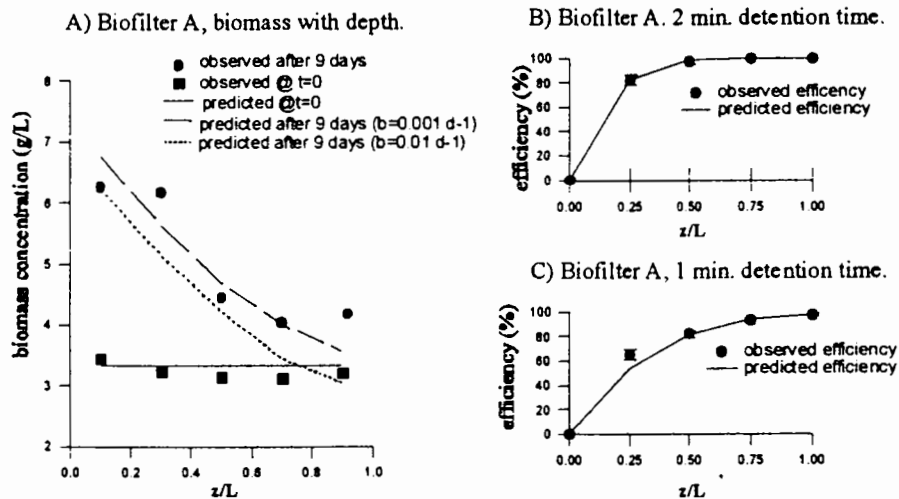 A) Biofilter A, biomass with depth.
observed after 9 days
observed @ t=0
predicted @t=0
predicted after 9 days (b=0.001 d-1)
predicted after 9 days (b=0.01 d-1)
biomass concentration (g/L)
8
7
6
5
4
3
2
0.0 0.2 0.4 0.6 0.8 1.0
z/L
B) Biofilter A. 2 min. detention time.
efficiency (%)
100
80
60
40
20
0
observed efficency
predicted efficiency
0.00 0.25 0.50 0.75 1.00
z/L
C) Biofilter A, 1 min. detention time.
efficiency (%)
100
80
60
40
20
0
observed efficiency
predicted efficiency
0.00 0.25 0.50 0.75 1.00
z/L